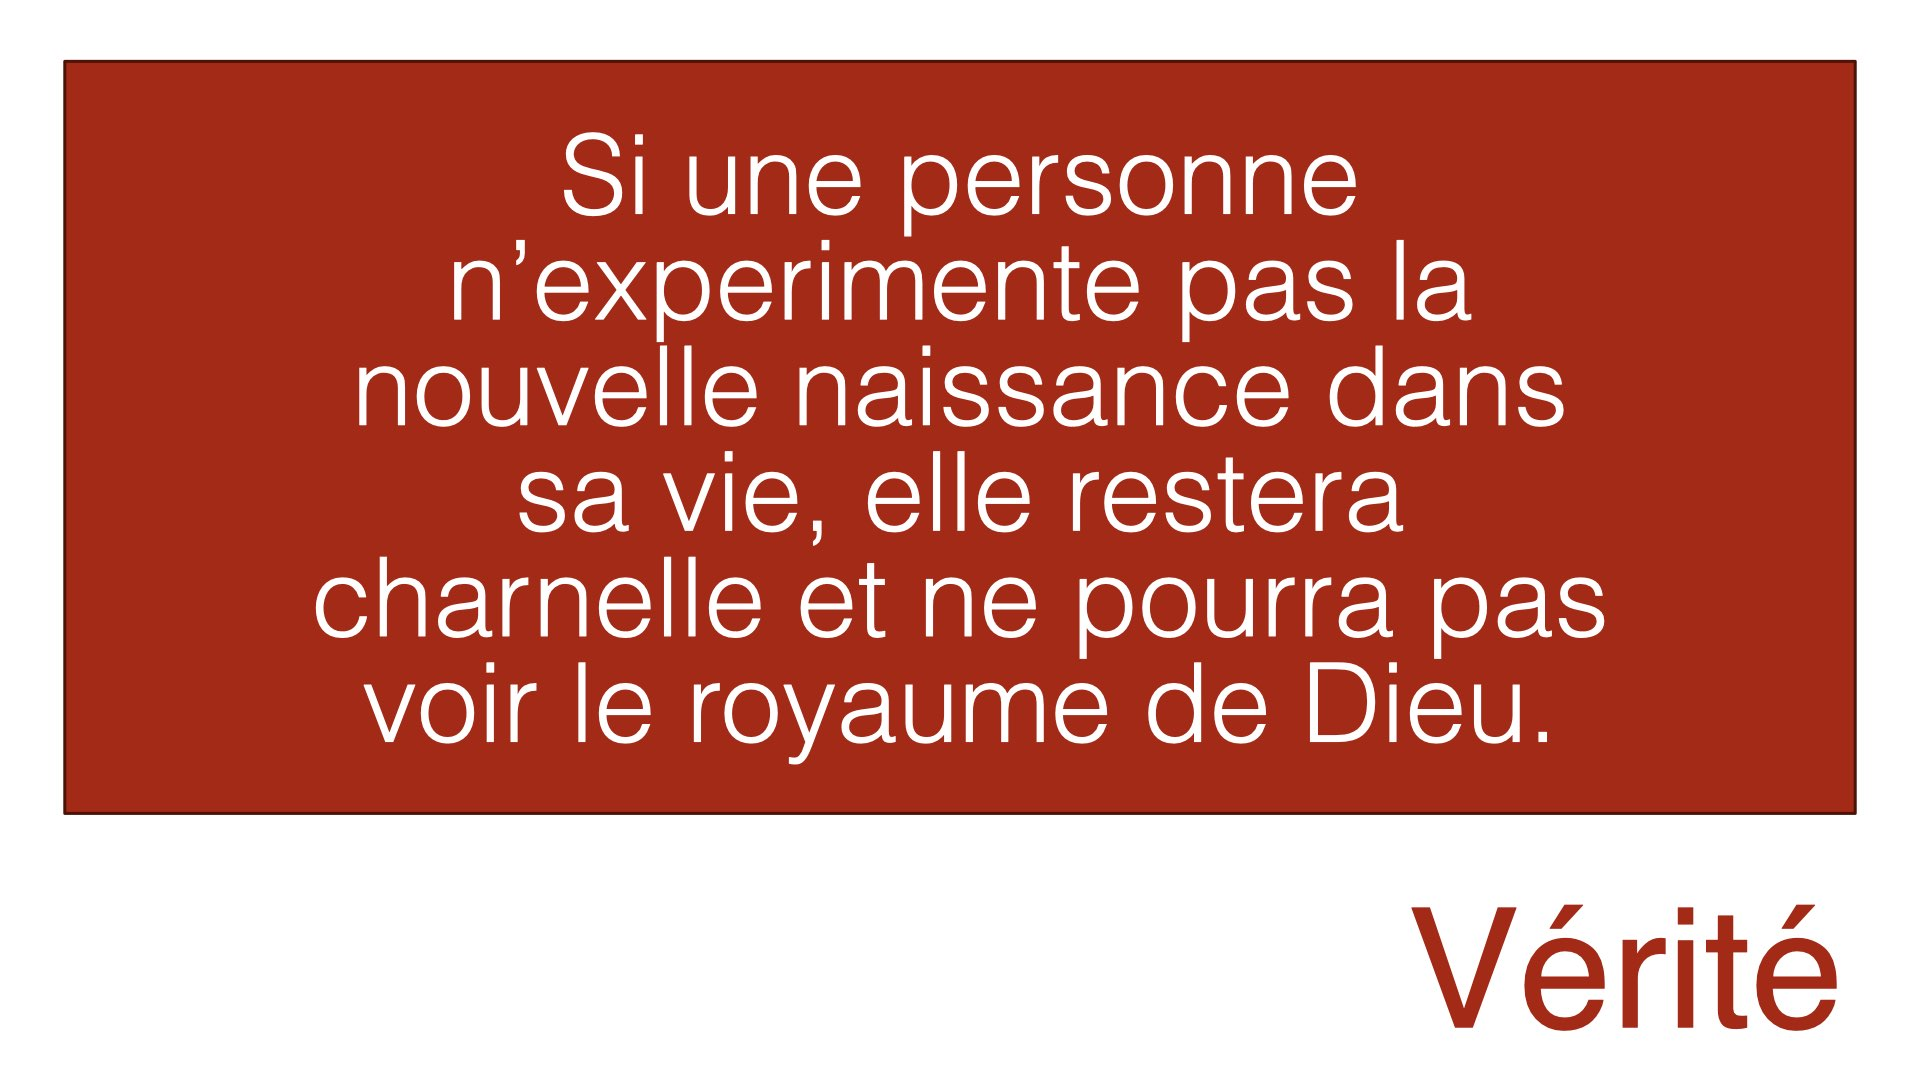 Si une personne
n’experimente pas la
nouvelle naissance dans
sa vie, elle restera
charnelle et ne pourra pas
voir le royaume de Dieu.
Vérité